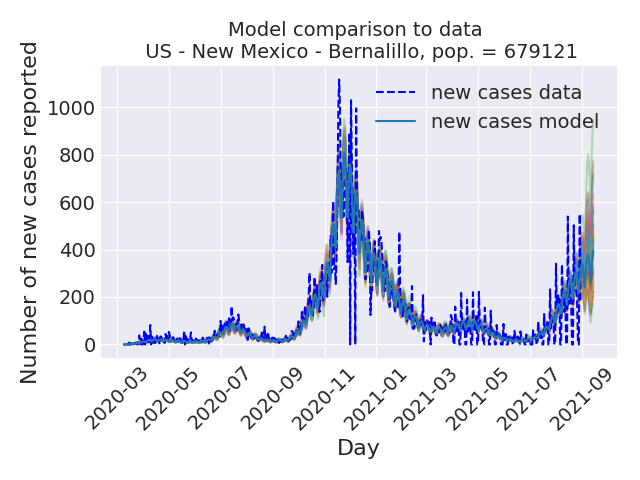 Model comparison to data
US - New Mexico - Bernalillo, pop. = 679121
new cases data
new cases model
Number of new cases reported
1000
800
600
400
200
0
2020-03
2020-05
2020-07
2020-09
2020-11
2021-01
2021-03
2021-05
2021-07
2021-09
Day